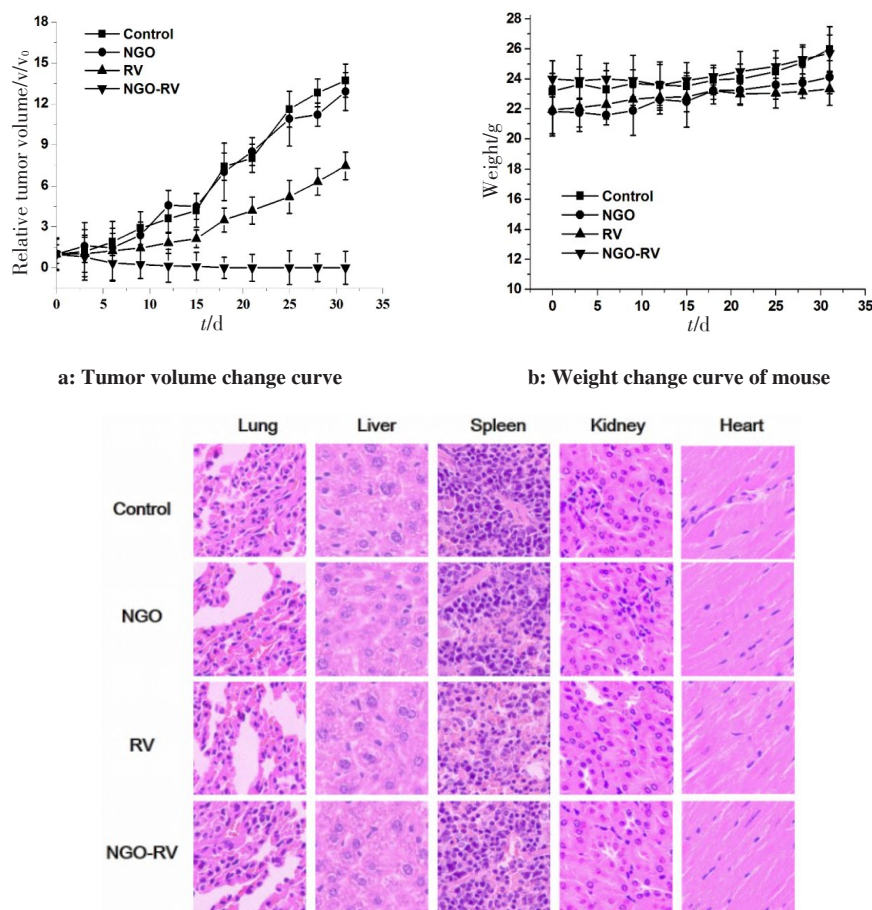 18
15
12
9
6
3
0
Relative tumor volume/v/v₀
Control
NGO
RV
NGO-RV
0 5 10 15 20 25 30 35
t/d
28
26
24
22
20
18
16
14
12
10
Weight/g
Control
NGO
RV
NGO-RV
0 5 10 15 20 25 30 35
t/d
a: Tumor volume change curve
b: Weight change curve of mouse
Lung Liver Spleen Kidney Heart
Control
NGO
RV
NGO-RV